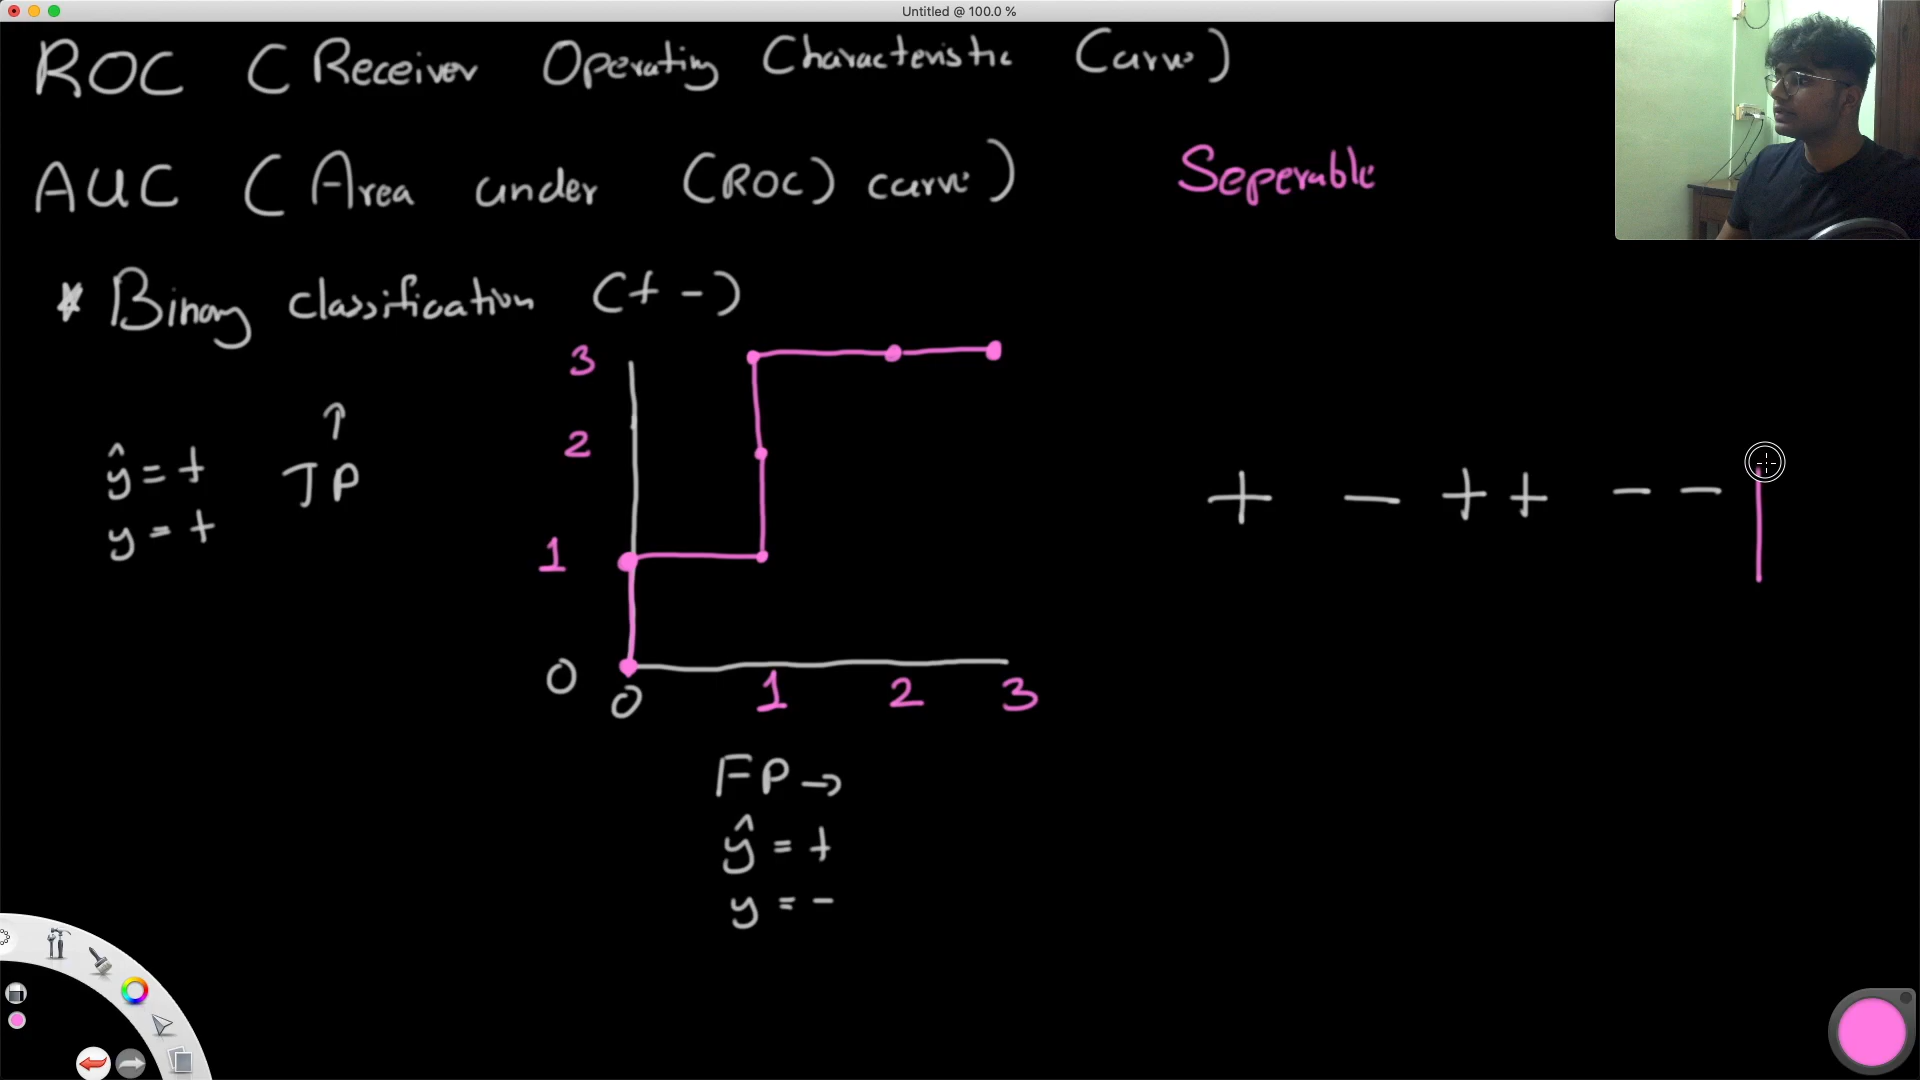 Untitled @ 100.0 %
ROC ( Receiver Operating Characteristic Curve )
AUC ( Area under (ROC) curve )
Seperable
* Binary classification (+ -)
3
↑
2
ŷ = +
TP
y = +
+ - + + - -
1
0
0 1 2 3
FP →
ŷ = +
y = -